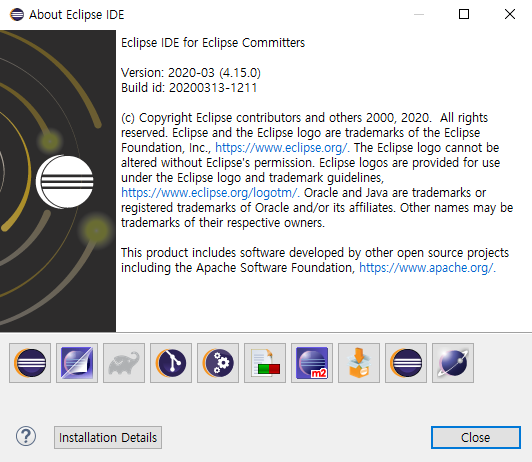 About Eclipse IDE
Eclipse IDE for Eclipse Committers
Version: 2020-03 (4.15.0)
Build id: 20200313-1211
(c) Copyright Eclipse contributors and others 2000, 2020.  All rights
reserved. Eclipse and the Eclipse logo are trademarks of the Eclipse
Foundation, Inc., https://www.eclipse.org/. The Eclipse logo cannot be
altered without Eclipse's permission. Eclipse logos are provided for use
under the Eclipse logo and trademark guidelines,
https://www.eclipse.org/logotm/. Oracle and Java are trademarks or
registered trademarks of Oracle and/or its affiliates. Other names may be
trademarks of their respective owners.
This product includes software developed by other open source projects
including the Apache Software Foundation, https://www.apache.org/.
m2
?
Installation Details
Close